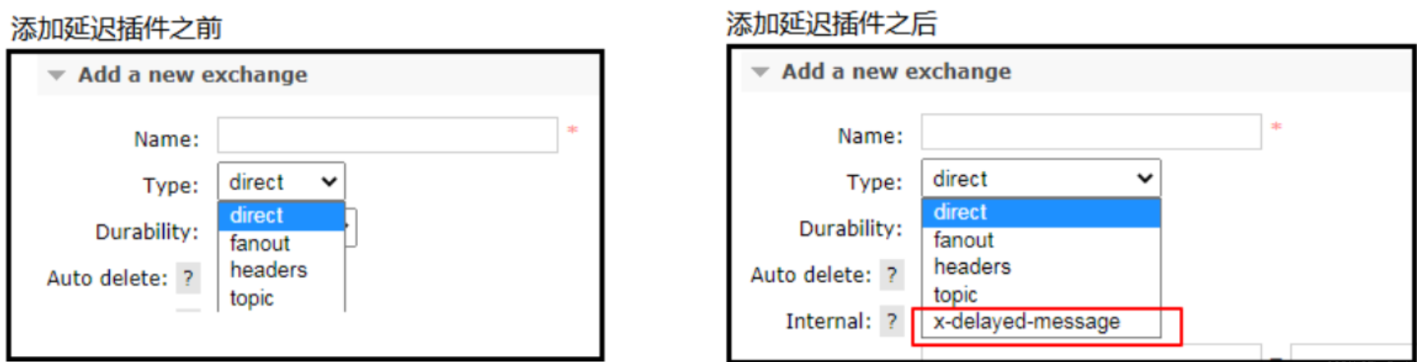 添加延迟插件之前
Add a new exchange
Name:
*
Type:
direct
direct
Durability:
fanout
headers
Auto delete: ?
topic
添加延迟插件之后
Add a new exchange
Name:
*
Type:
direct
direct
Durability:
fanout
headers
Auto delete: ?
topic
Internal: ?
x-delayed-message